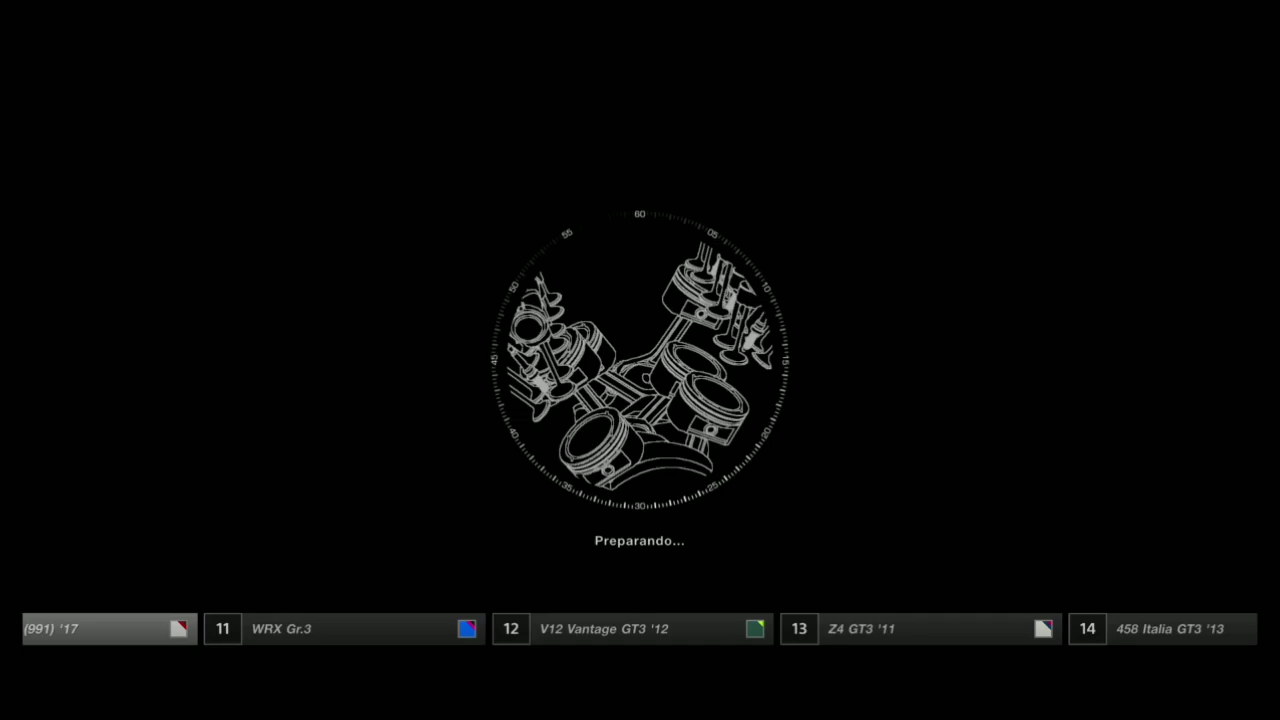 60
55
05
50
10
45
15
40
20
35
25
30
Preparando...
(991) '17
11 WRX Gr.3
12 V12 Vantage GT3 '12
13 Z4 GT3 '11
14 458 Italia GT3 '13